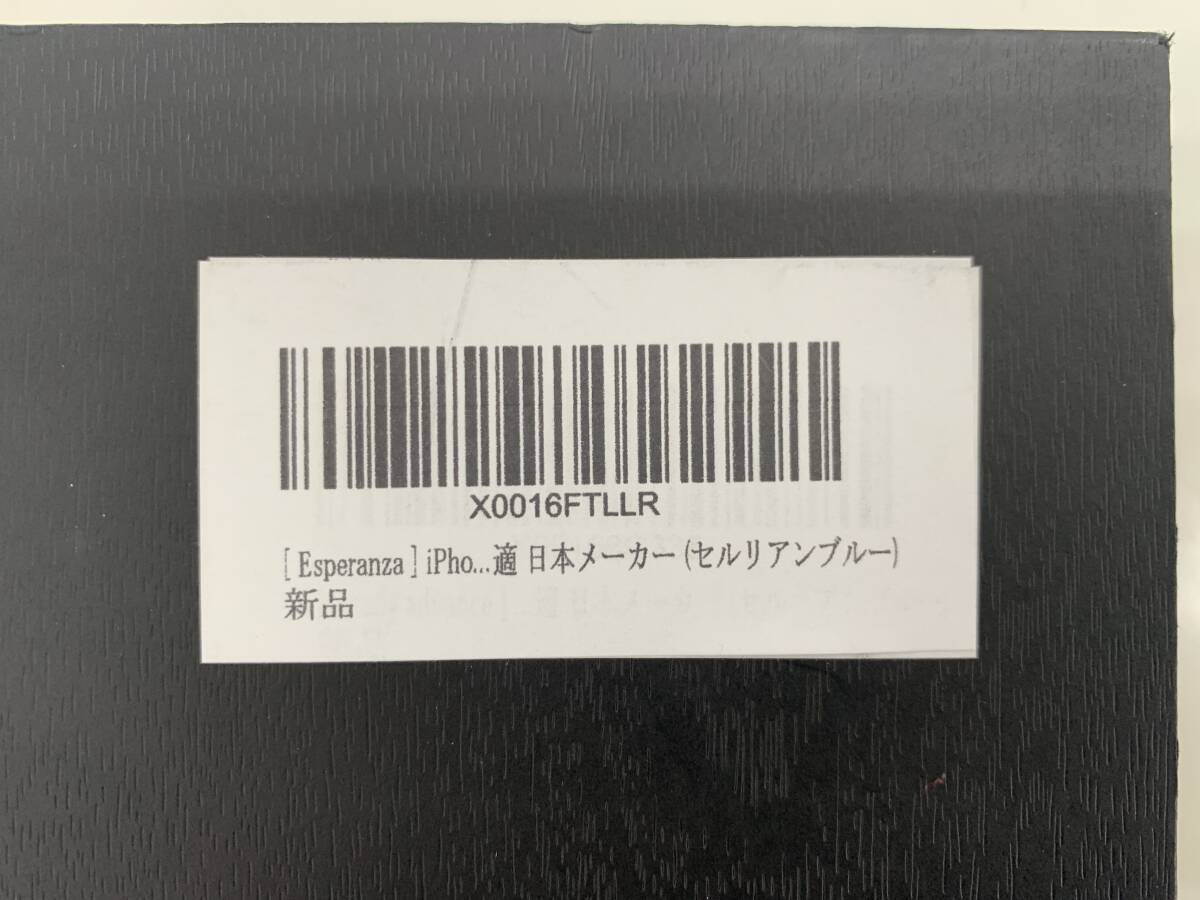 X0016FTLLR
[ Esperanza ] iPho...適 日本メーカー (セルリアンブルー)
新品